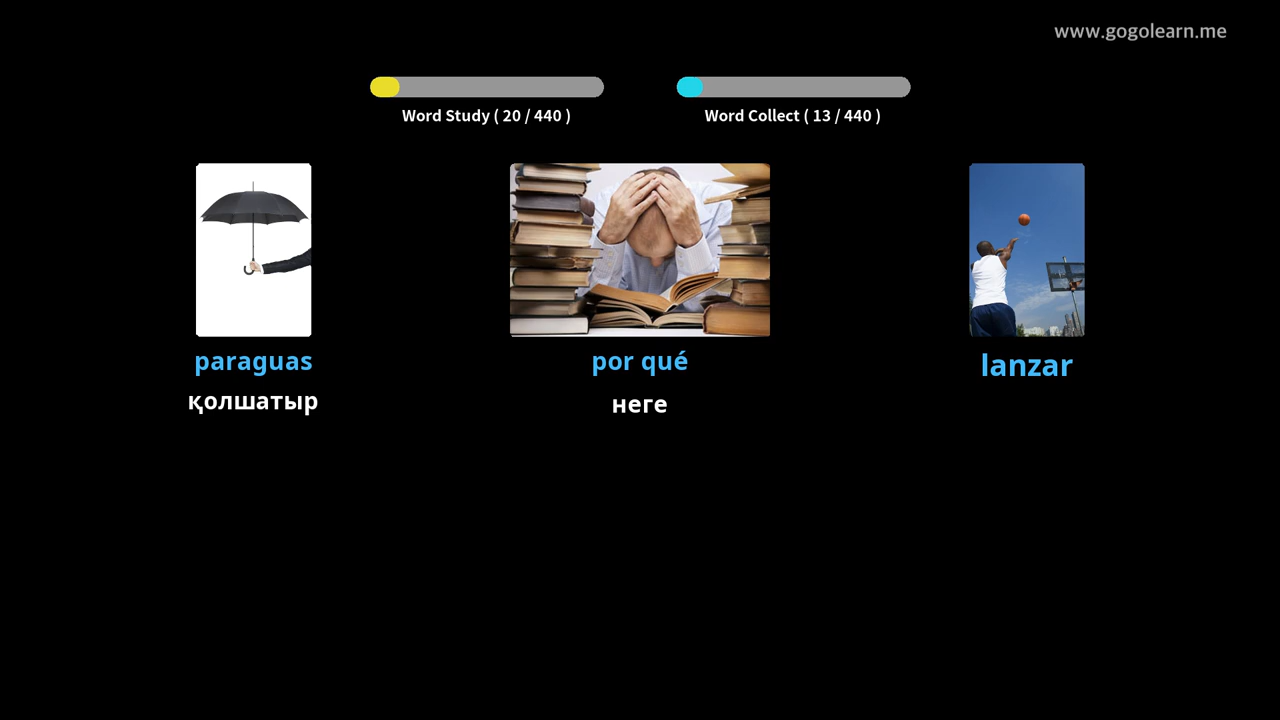 www.gogolearn.me
Word Study ( 20 / 440 )
Word Collect ( 13 / 440 )
paraguas
қолшатыр
por qué
неге
lanzar